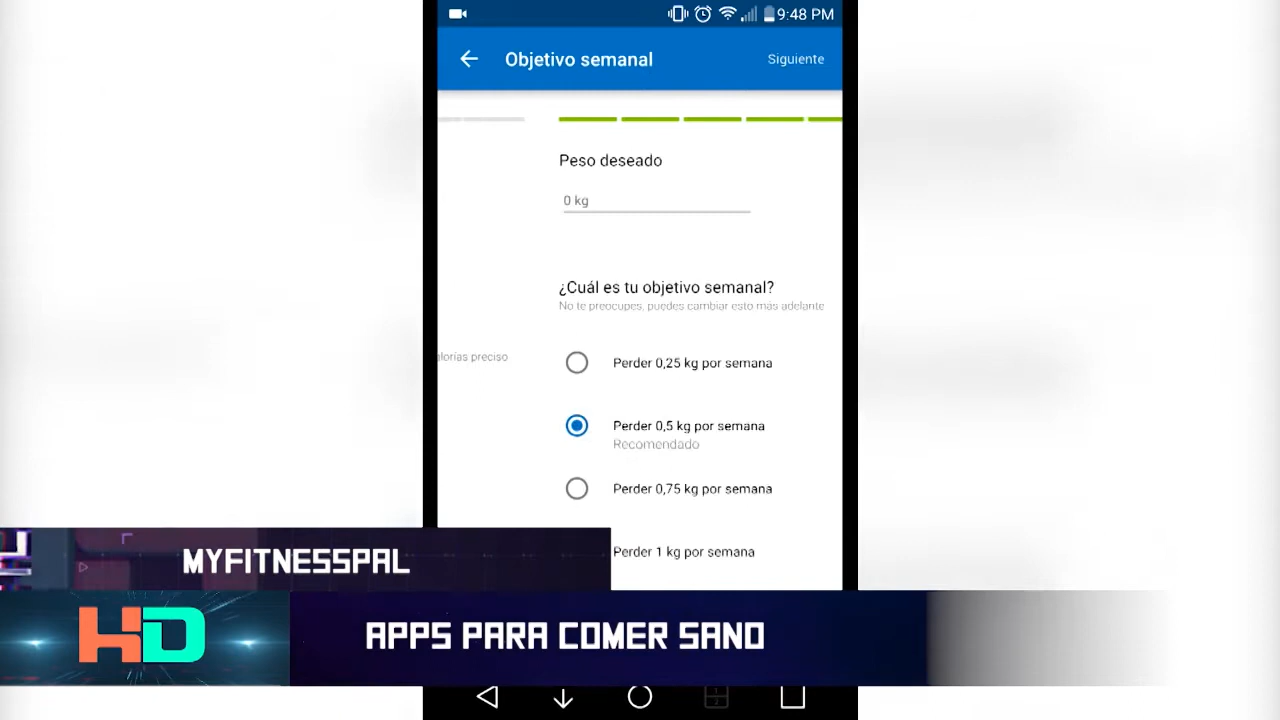 9:48 PM
Objetivo semanal
Siguiente
Peso deseado
0 kg
¿Cuál es tu objetivo semanal?
No te preocupes, puedes cambiar esto más adelante
alorías preciso
Perder 0,25 kg por semana
Perder 0,5 kg por semana
Recomendado
Perder 0,75 kg por semana
Perder 1 kg por semana
MYFITNESSPAL
HD
APPS PARA COMER SANO